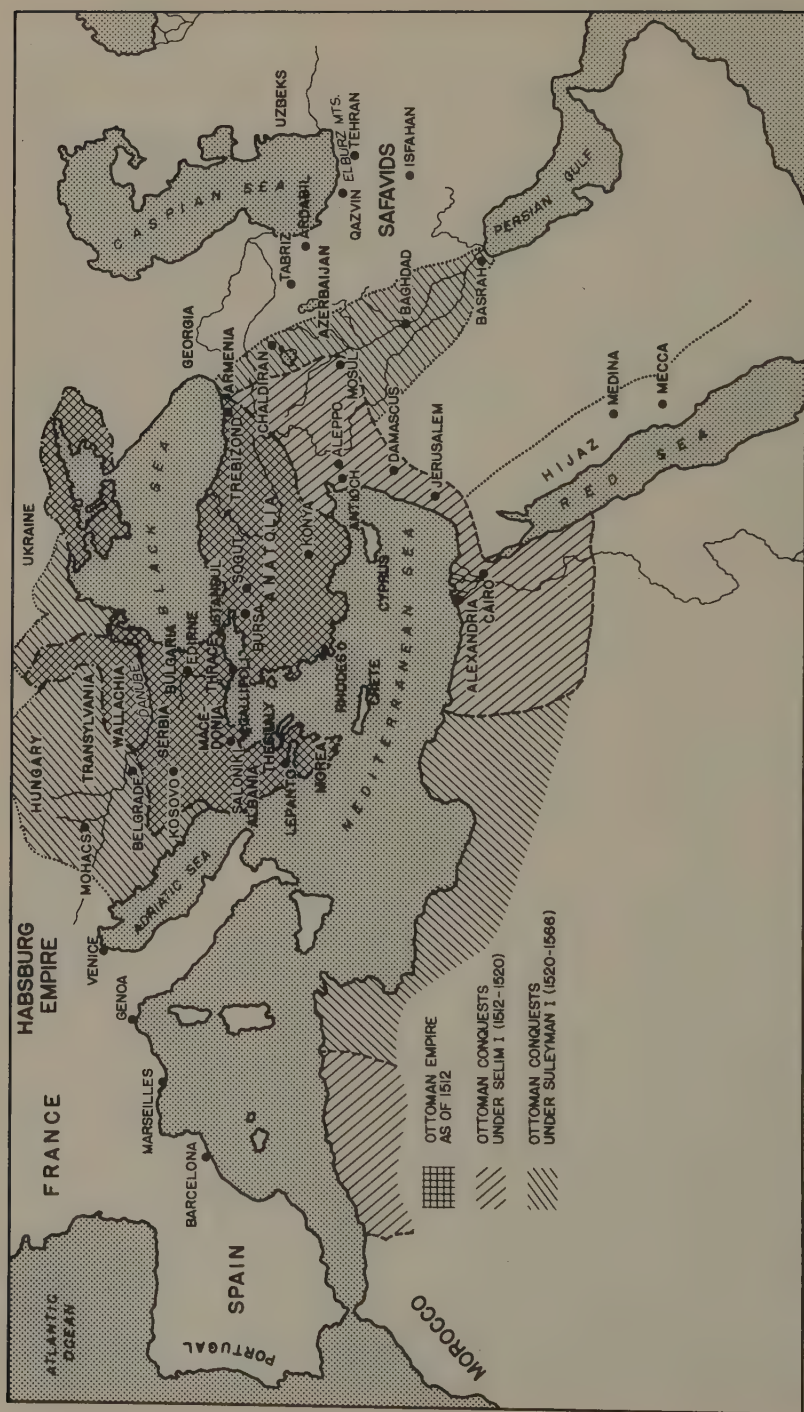 ATLANTIC
OCEAN
PORTUGAL
SPAIN
MOROCCO
FRANCE
BARCELONA
MARSEILLES
GENOA
HABSBURG
EMPIRE
VENICE
ADRIATIC SEA
HUNGARY
MOHACS
TRANSYLVANIA
WALLACHIA
DANUBE
BELGRADE
SERBIA
BULGARIA
KOSOVO
EDIRNE
MACE-
DONIA
THRACE
ISTANBUL
GALLIPOLI
SALONIKI
ALBANIA
THESSALY
LEPANTO
MOREA
UKRAINE
BLACK SEA
BURSA
SOGUT
ANATOLIA
KONYA
TREBIZOND
RHODES
CRETE
CYPRUS
MEDITERRANEAN SEA
GEORGIA
ARMENIA
CHALDIRAN
AZERBAIJAN
TABRIZ
ARDABIL
CASPIAN SEA
UZBEKS
ELBURZ MTS.
QAZVIN
TEHRAN
SAFAVIDS
ISFAHAN
ANTIOCH
ALEPPO
MOSUL
BAGHDAD
BASRAH
PERSIAN GULF
DAMASCUS
JERUSALEM
ALEXANDRIA
CAIRO
HIJAZ
RED SEA
MEDINA
MECCA
OTTOMAN EMPIRE
AS OF 1512
OTTOMAN CONQUESTS
UNDER SELIM I (1512-1520)
OTTOMAN CONQUESTS
UNDER SULEYMAN I (1520-1566)